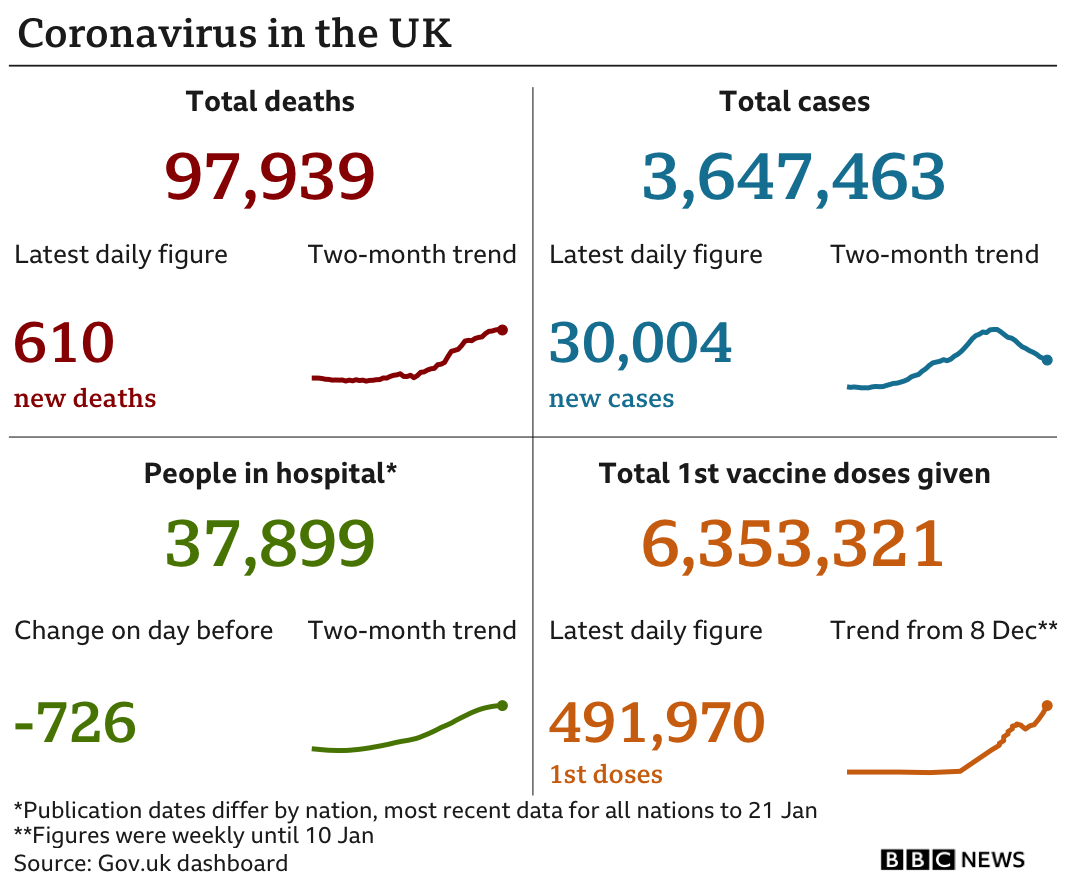 Coronavirus in the UK
Total deaths
97,939
Latest daily figure
Two-month trend
610
new deaths
Total cases
3,647,463
Latest daily figure
Two-month trend
30,004
new cases
People in hospital*
37,899
Change on day before
Two-month trend
-726
Total 1st vaccine doses given
6,353,321
Latest daily figure
Trend from 8 Dec**
491,970
1st doses
*Publication dates differ by nation, most recent data for all nations to 21 Jan
**Figures were weekly until 10 Jan
Source: Gov.uk dashboard
BBC NEWS